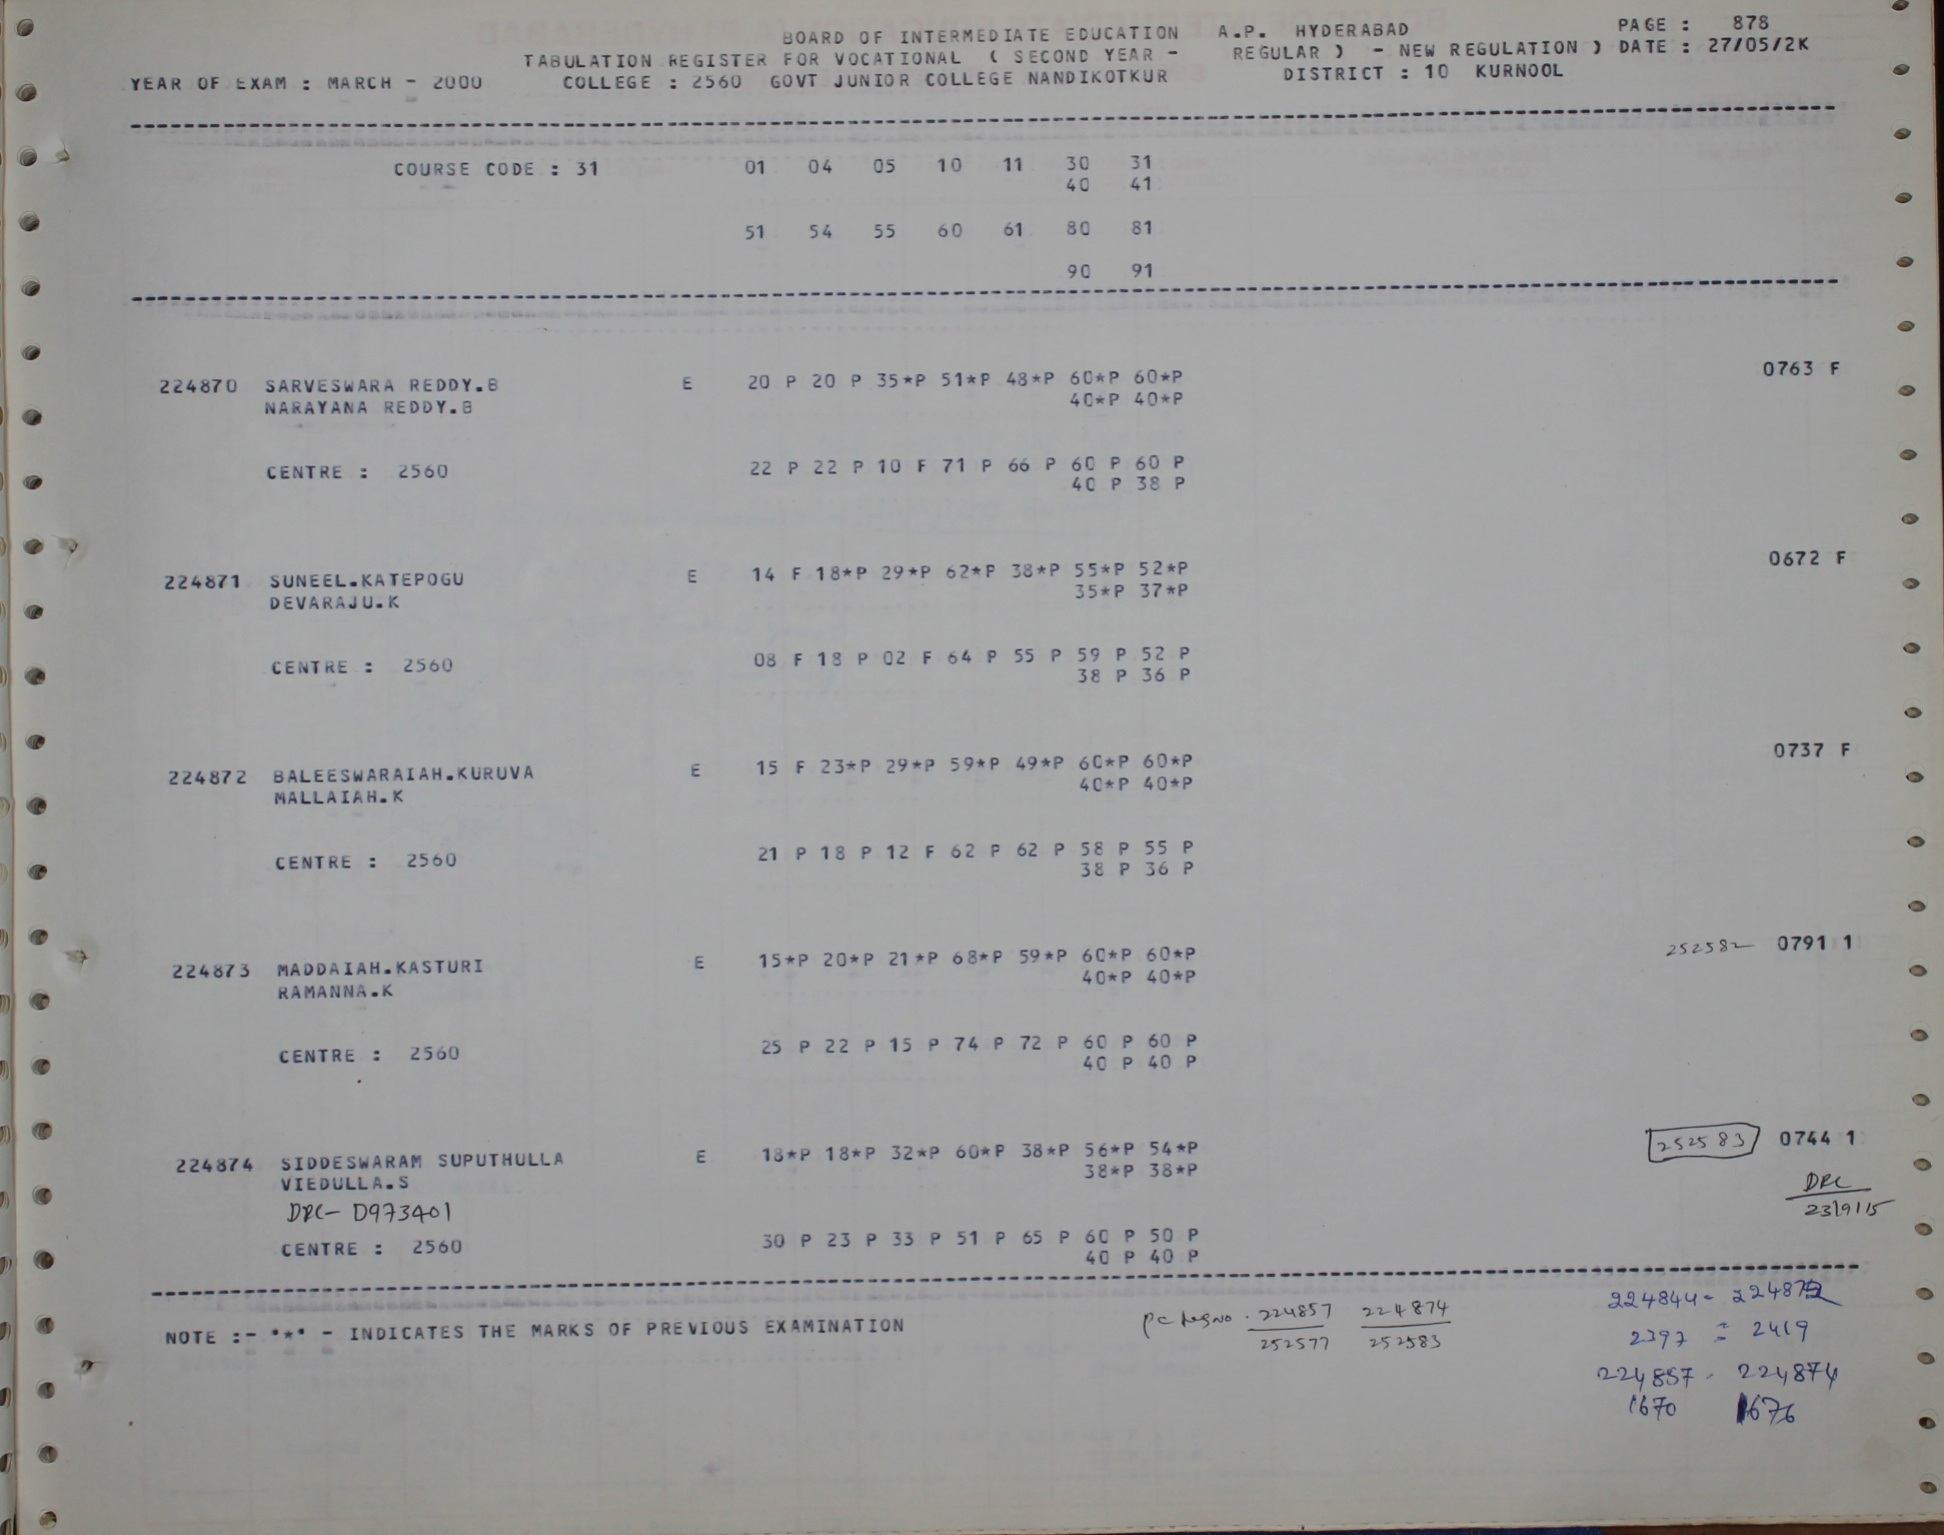 BOARD OF INTERMEDIATE EDUCATION A.P. HYDERABAD PAGE : 878
TABULATION REGISTER FOR VOCATIONAL ( SECOND YEAR - REGULAR ) - NEW REGULATION ) DATE : 27/05/2K
YEAR OF EXAM : MARCH - 2000 COLLEGE : 2560 GOVT JUNIOR COLLEGE NANDIKOTKUR DISTRICT : 10 KURNOOL
COURSE CODE : 31 01 04 05 10 11 30 31
40 41
51 54 55 60 61 80 81
90 91
224870 SARVESWARA REDDY.B E 20 P 20 P 35*P 51*P 48*P 60*P 60*P 0763 F
NARAYANA REDDY.B 40*P 40*P
CENTRE : 2560 22 P 22 P 10 F 71 P 66 P 60 P 60 P
40 P 38 P
224871 SUNEEL.KATEPOGU E 14 F 18*P 29*P 62*P 38*P 55*P 52*P 0672 F
DEVARAJU.K 35*P 37*P
CENTRE : 2560 08 F 18 P 02 F 64 P 55 P 59 P 52 P
38 P 36 P
224872 BALEESWARAIAH.KURUVA E 15 F 23*P 29*P 59*P 49*P 60*P 60*P 0737 F
MALLAIAH.K 40*P 40*P
CENTRE : 2560 21 P 18 P 12 F 62 P 62 P 58 P 55 P
38 P 36 P
224873 MADDAIAH.KASTURI E 15*P 20*P 21*P 68*P 59*P 60*P 60*P 252582 0791 1
RAMANNA.K 40*P 40*P
CENTRE : 2560 25 P 22 P 15 P 74 P 72 P 60 P 60 P
40 P 40 P
224874 SIDDESWARAM SUPUTHULLA E 18*P 18*P 32*P 60*P 38*P 56*P 54*P 252583 0744 1
VIEDULLA.S 38*P 38*P
DRC- D973401 DRC
23/9/15
CENTRE : 2560 30 P 23 P 33 P 51 P 65 P 60 P 50 P
40 P 40 P
NOTE :- '*' - INDICATES THE MARKS OF PREVIOUS EXAMINATION
pc regno . 224857 224874
252577 252583
224844 - 224872
2397 = 2419
224857 - 224874
1670 1676